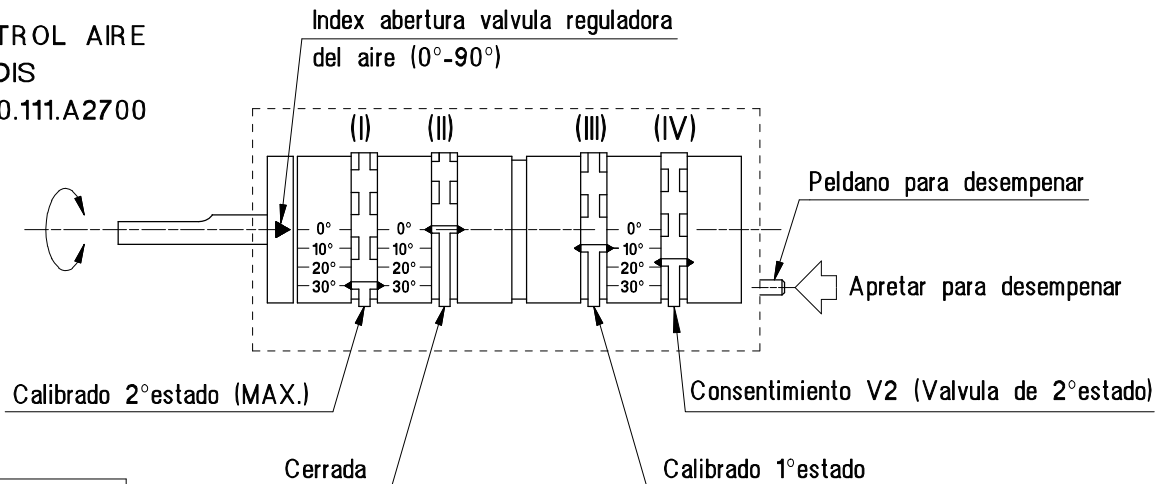 TROL AIRE
OIS
0.111.A2700
Index abertura valvula reguladora
del aire (0°-90°)
(I)
(II)
(III)
(IV)
Peldano para desempenar
0°
0°
0°
10°
10°
10°
20°
20°
20°
30°
30°
30°
Apretar para desempenar
Calibrado 2°estado (MAX.)
Consentimiento V2 (Valvula de 2°estado)
Cerrada
Calibrado 1°estado